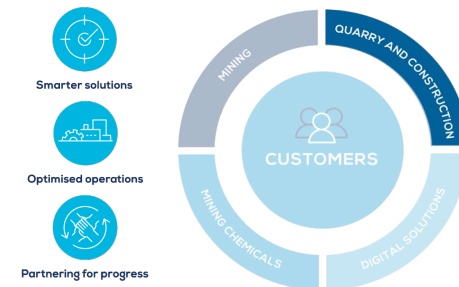 Smarter solutions
Optimised operations
Partnering for progress
MINING
QUARRY AND CONSTRUCTION
CUSTOMERS
MINING CHEMICALS
DIGITAL SOLUTIONS